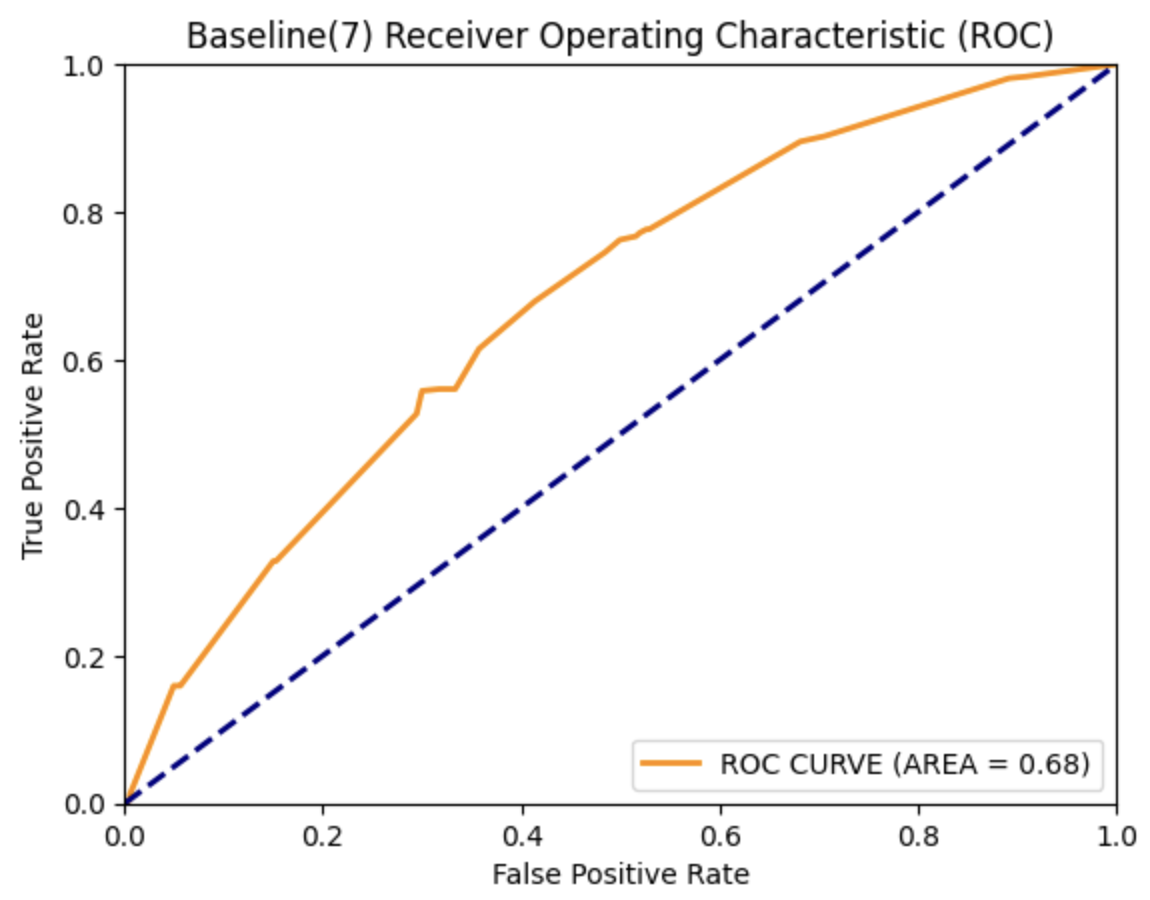 Baseline(7) Receiver Operating Characteristic (ROC)
True Positive Rate
1.0
0.8
0.6
0.4
0.2
0.0
0.0 0.2 0.4 0.6 0.8 1.0
False Positive Rate
ROC CURVE (AREA = 0.68)